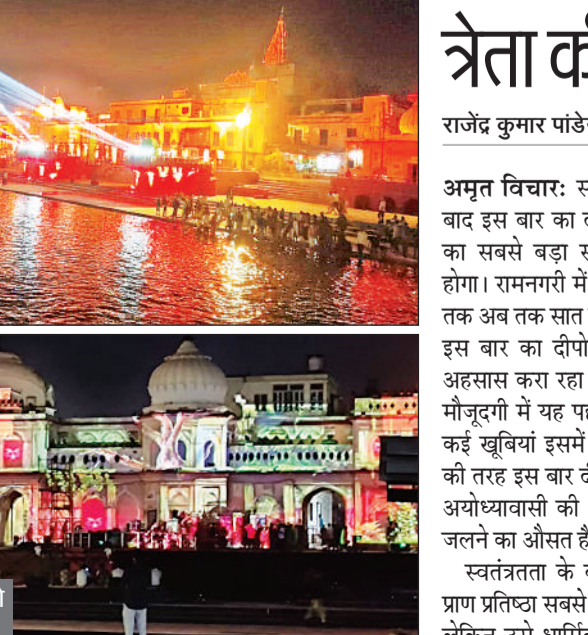 त्रेता
राजेंद्र कुमार पांडे
अमृत विचारः
बाद इस बार का
का सबसे बड़ा
होगा। रामनगरी में
तक अब तक सात
इस बार का दीपो
अहसास करा रहा
मौजूदगी में यह
कई खूबियां इसमें
की तरह इस बार
अयोध्यावासी की
जलने का औसत है
स्वतंत्रतता के
प्राण प्रतिष्ठा सबसे